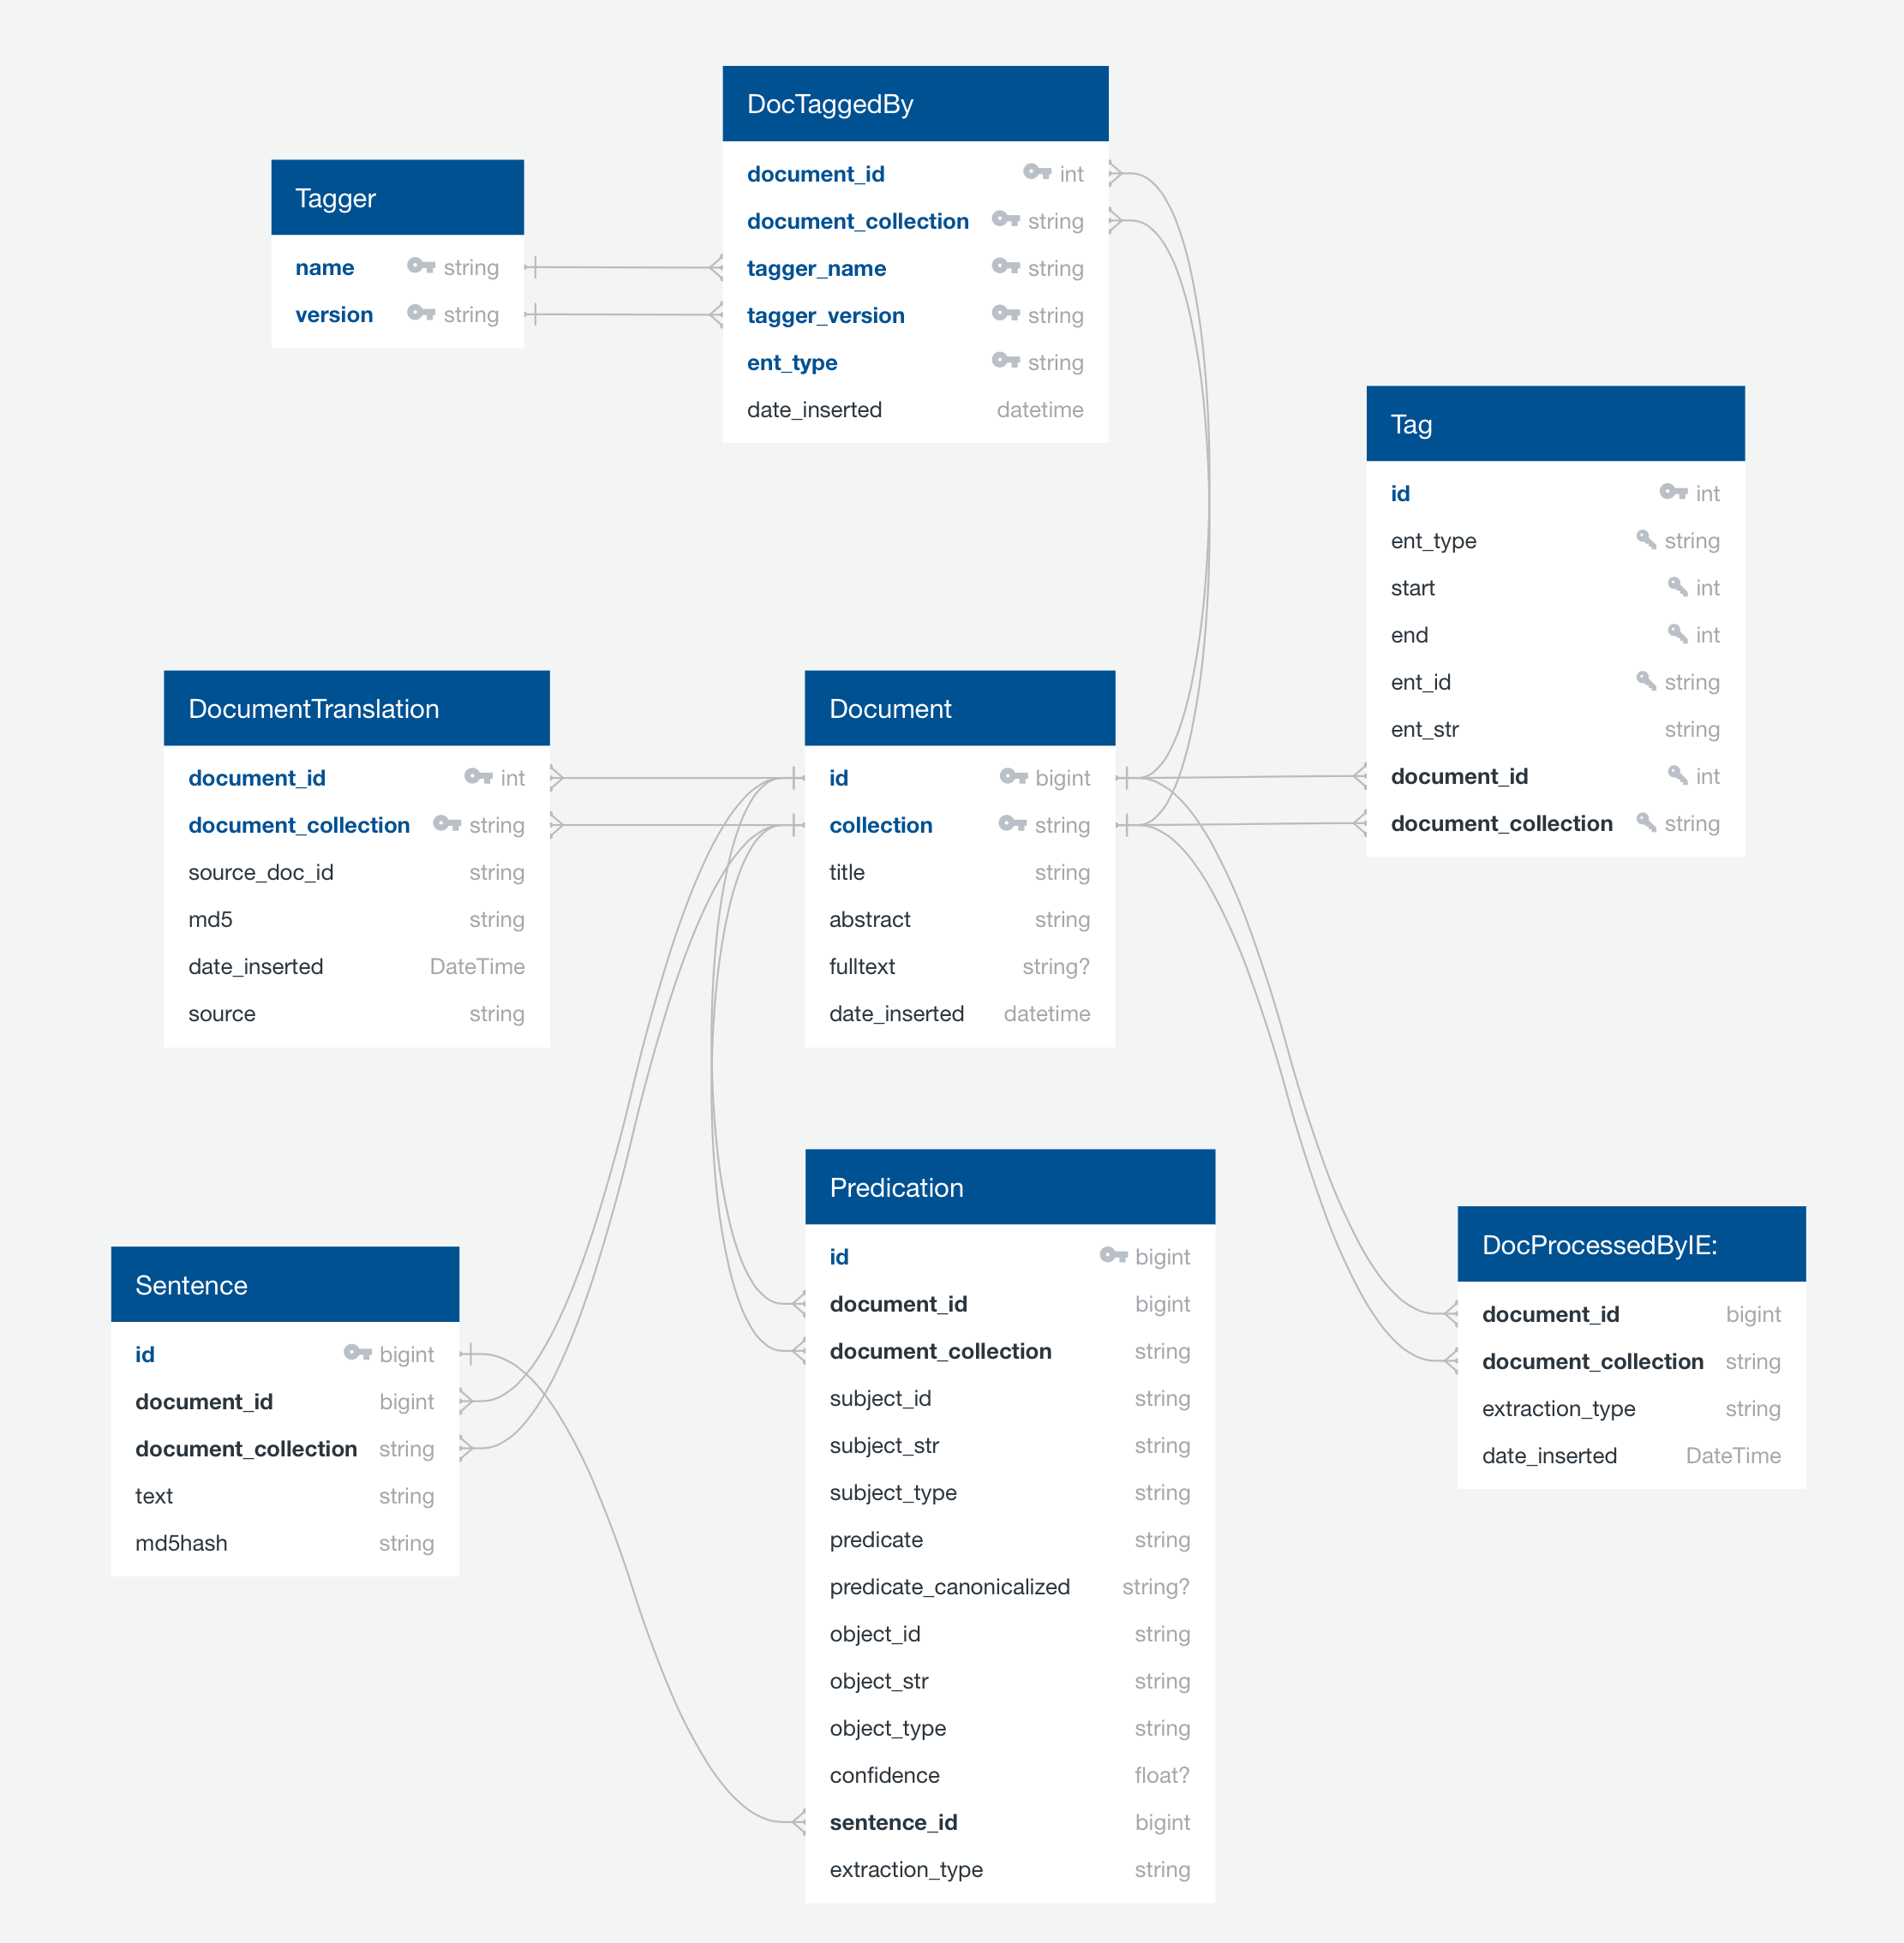 DocTaggedBy
document_id int
document_collection string
tagger_name string
tagger_version string
ent_type string
date_inserted datetime
Tagger
name string
version string
Tag
id int
ent_type string
start int
end int
ent_id string
ent_str string
document_id int
document_collection string
DocumentTranslation
document_id int
document_collection string
source_doc_id string
md5 string
date_inserted DateTime
source string
Document
id bigint
collection string
title string
abstract string
fulltext string?
date_inserted datetime
Predication
id bigint
document_id bigint
document_collection string
subject_id string
subject_str string
subject_type string
predicate string
predicate_canonicalized string?
object_id string
object_str string
object_type string
confidence float?
sentence_id bigint
extraction_type string
DocProcessedByIE:
document_id bigint
document_collection string
extraction_type string
date_inserted DateTime
Sentence
id bigint
document_id bigint
document_collection string
text string
md5hash string